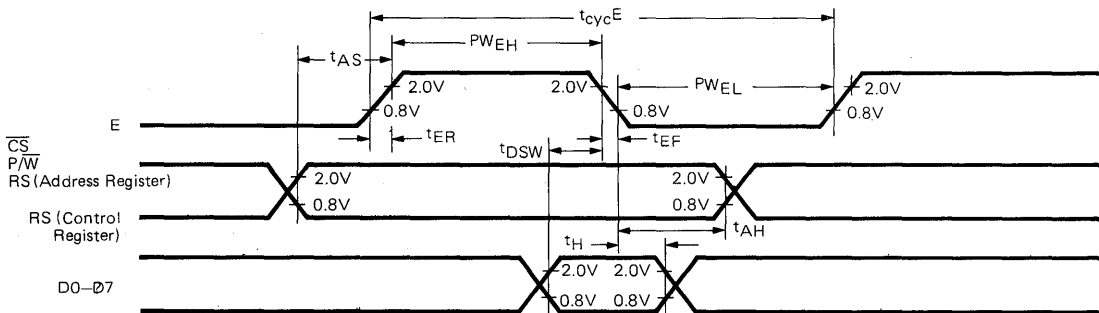 tcycE
PWEH
tAS
2.0V
2.0V
2.0V
PWEL
0.8V
0.8V
0.8V
E
tER
tEF
tDSW
CS
P/W
RS (Address Register)
2.0V
2.0V
0.8V
0.8V
RS (Control
Register)
tAH
tH
2.0V
2.0V
D0–Ø7
0.8V
0.8V